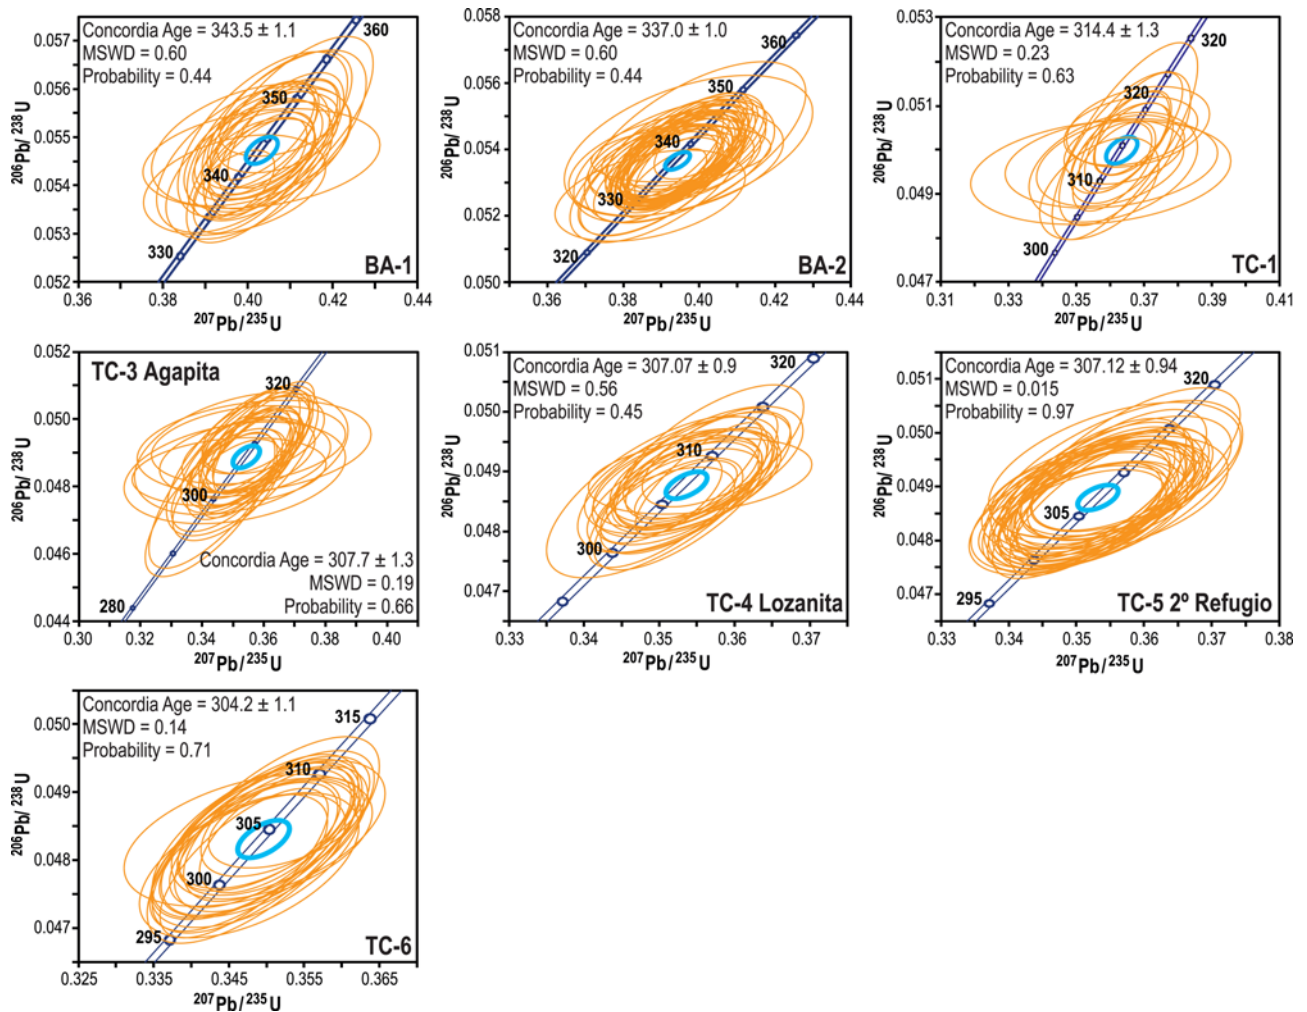 Concordia Age = 343.5 ± 1.1
MSWD = 0.60
Probability = 0.44
360
350
340
330
BA-1
0.057
0.056
0.055
0.054
0.053
0.052
0.36
0.38
0.40
0.42
0.44
206Pb/ 238U
207Pb/ 235U
Concordia Age = 337.0 ± 1.0
MSWD = 0.60
Probability = 0.44
360
350
340
330
320
BA-2
0.058
0.056
0.054
0.052
0.050
0.36
0.38
0.40
0.42
0.44
206Pb/ 238U
207Pb/ 235U
Concordia Age = 314.4 ± 1.3
MSWD = 0.23
Probability = 0.63
320
320
310
300
TC-1
0.053
0.051
0.049
0.047
0.31
0.33
0.35
0.37
0.39
0.41
206Pb/ 238U
207Pb/ 235U
TC-3 Agapita
320
300
280
Concordia Age = 307.7 ± 1.3
MSWD = 0.19
Probability = 0.66
0.052
0.050
0.048
0.046
0.044
0.30
0.32
0.34
0.36
0.38
0.40
206Pb/ 238U
207Pb/ 235U
Concordia Age = 307.07 ± 0.9
MSWD = 0.56
Probability = 0.45
320
310
300
TC-4 Lozanita
0.051
0.050
0.049
0.048
0.047
0.33
0.34
0.35
0.36
0.37
206Pb/ 238U
207Pb/ 235U
Concordia Age = 307.12 ± 0.94
MSWD = 0.015
Probability = 0.97
320
305
295
TC-5 2º Refugio
0.051
0.050
0.049
0.048
0.047
0.33
0.34
0.35
0.36
0.37
0.38
206Pb/ 238U
207Pb/ 235U
Concordia Age = 304.2 ± 1.1
MSWD = 0.14
Probability = 0.71
315
310
305
300
295
TC-6
0.050
0.049
0.048
0.047
0.325
0.335
0.345
0.355
0.365
206Pb/ 238U
207Pb/ 235U